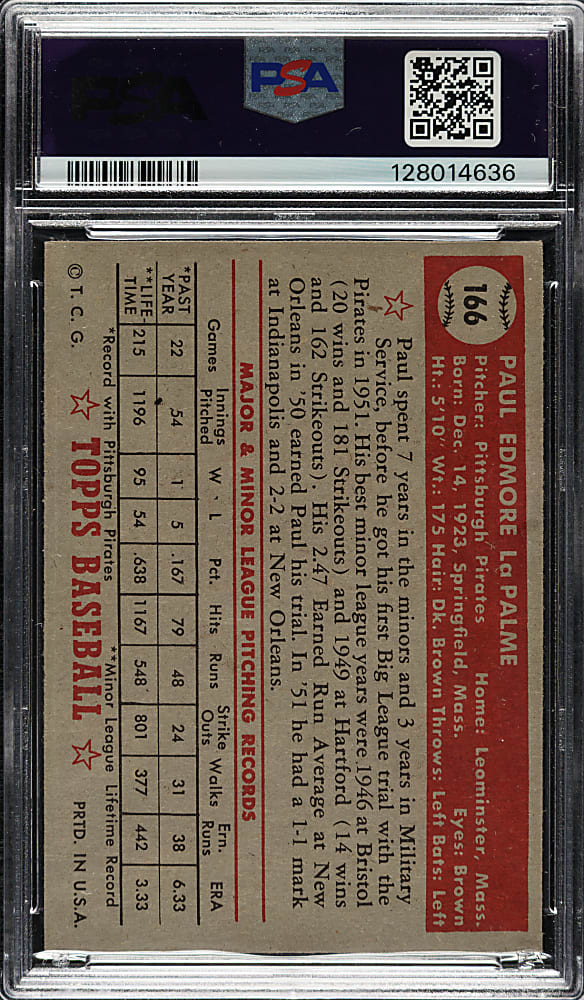 PSA
PSA
128014636
166
PAUL EDMORE La PALME
Pitcher: Pittsburgh Pirates Home: Leominster, Mass.
Born: Dec. 14, 1923, Springfield, Mass. Eyes: Brown
Ht.: 5'10" Wt.: 175 Hair: Dk. Brown Throws: Left Bats: Left
Paul spent 7 years in the minors and 3 years in Military
Service, before he got his first Big League trial with the
Pirates in 1951. His best minor league years were 1946 at Bristol
(20 wins and 181 Strikeouts) and 1949 at Hartford (14 wins
and 162 Strikeouts). His 2.47 Earned Run Average at New
Orleans in '50 earned Paul his trial. In '51 he had a 1-1 mark
at Indianapolis and 2-2 at New Orleans.
MAJOR & MINOR LEAGUE PITCHING RECORDS
Games Innings Pitched W L Pct. Hits Runs Strike Outs Walks Ern. Runs ERA
*PAST YEAR 22 54 1 5 .167 79 48 24 31 38 6.33
**LIFE-TIME 215 1196 95 54 .638 1167 548 801 377 442 3.33
*Record with Pittsburgh Pirates **Minor League Lifetime Record
© T. C. G. TOPPS BASEBALL PRTD. IN U.S.A.